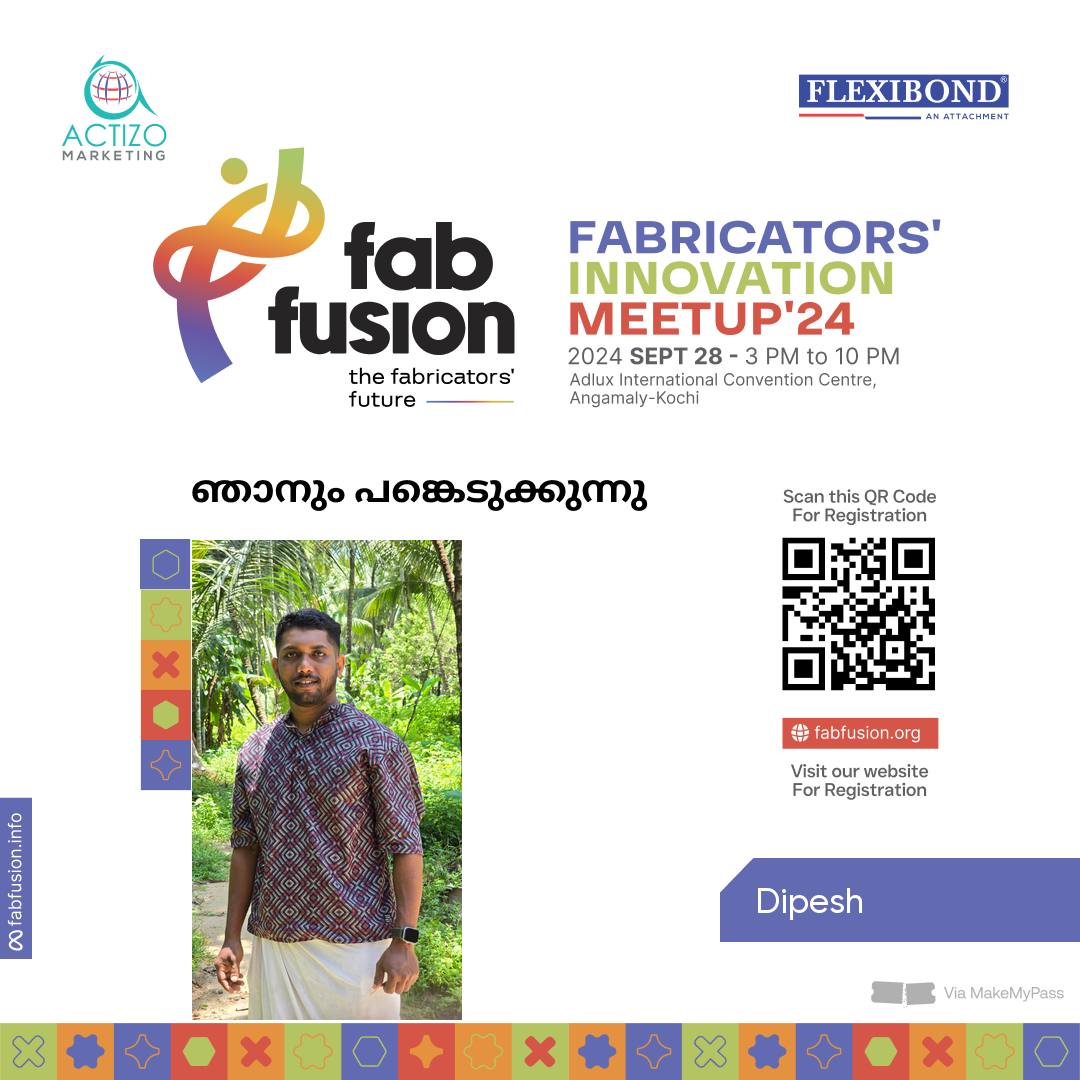 ACTIZO
MARKETING
FLEXIBOND®
AN ATTACHMENT
fab
fusion
the fabricators'
future
FABRICATORS'
INNOVATION
MEETUP'24
2024 SEPT 28 - 3 PM to 10 PM
Adlux International Convention Centre,
Angamaly-Kochi
ഞാനും പങ്കെടുക്കുന്നു
Scan this QR Code
For Registration
fabfusion.org
Visit our website
For Registration
fabfusion.info
Dipesh
Via MakeMyPass